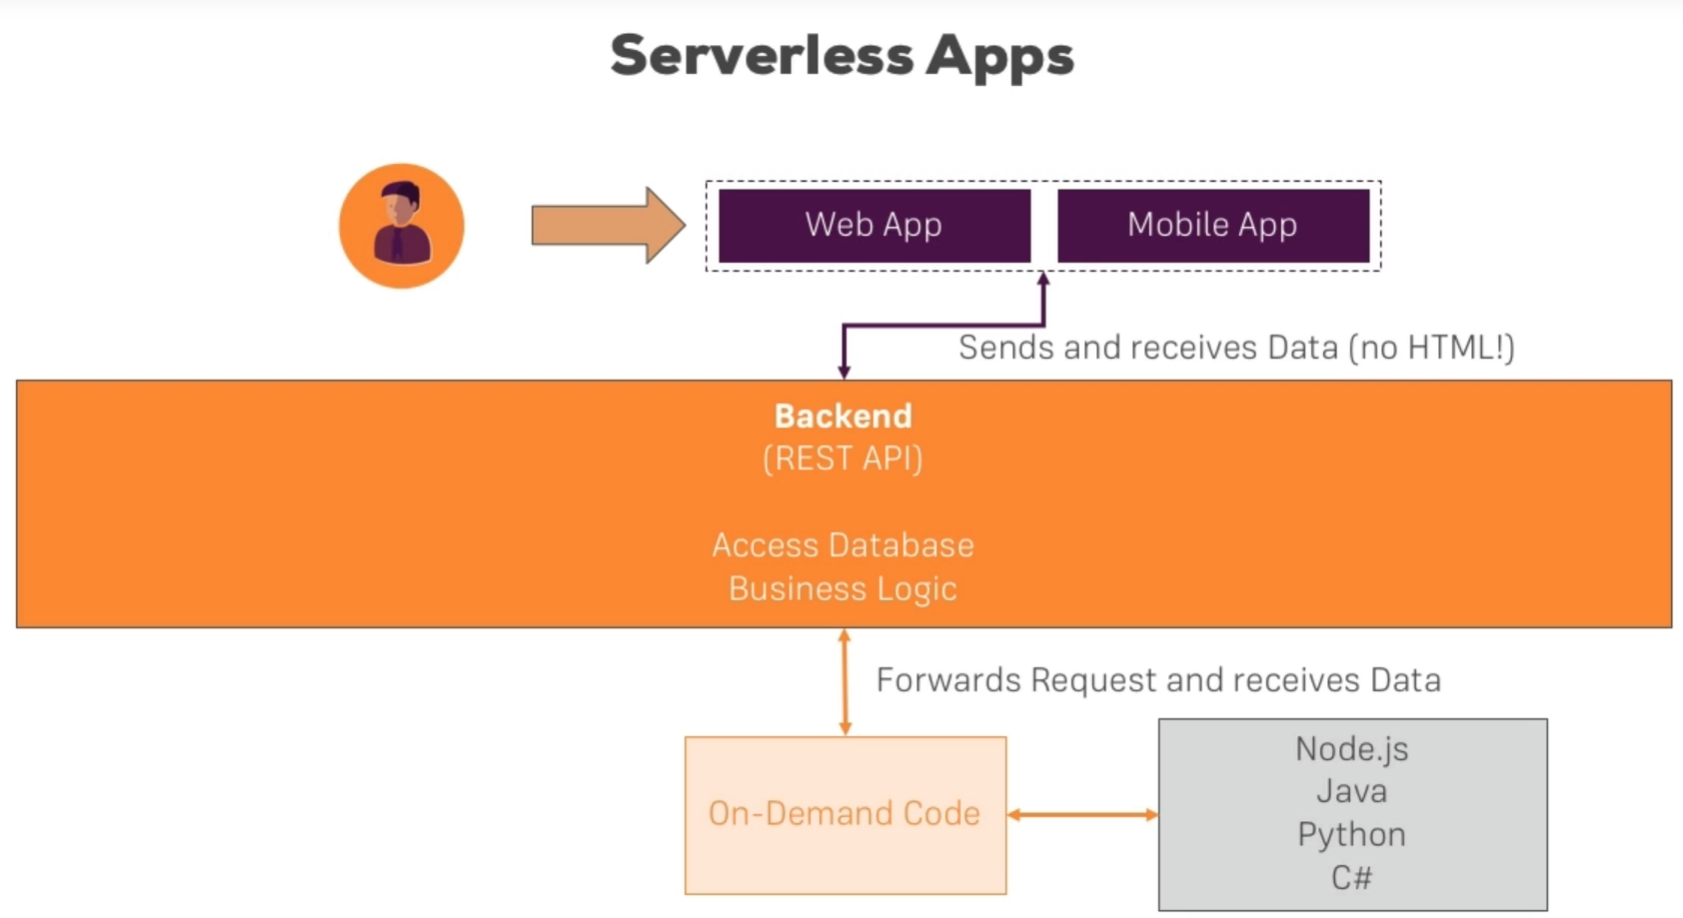 Serverless Apps
Web App
Mobile App
Sends and receives Data (no HTML!)
Backend
(REST API)
Access Database
Business Logic
Forwards Request and receives Data
On-Demand Code
Node.js
Java
Python
C#